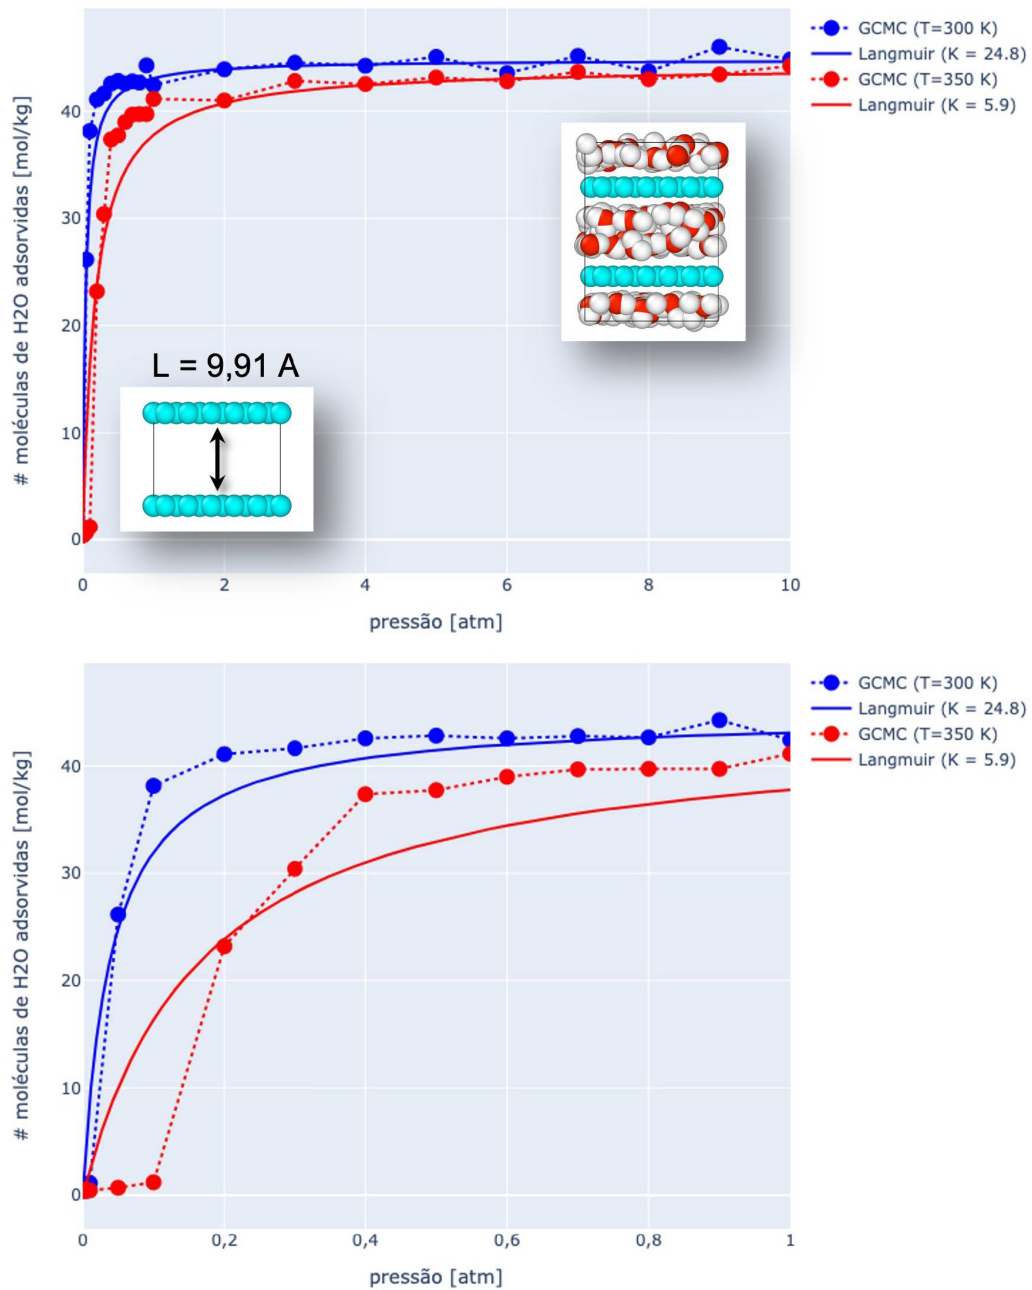 # moléculas de H2O adsorvidas [mol/kg]
40
30
20
10
0
L = 9,91 A
0 2 4 6 8 10
pressão [atm]
GCMC (T=300 K)
Langmuir (K = 24.8)
GCMC (T=350 K)
Langmuir (K = 5.9)
# moléculas de H2O adsorvidas [mol/kg]
40
30
20
10
0
0 0,2 0,4 0,6 0,8 1
pressão [atm]
GCMC (T=300 K)
Langmuir (K = 24.8)
GCMC (T=350 K)
Langmuir (K = 5.9)